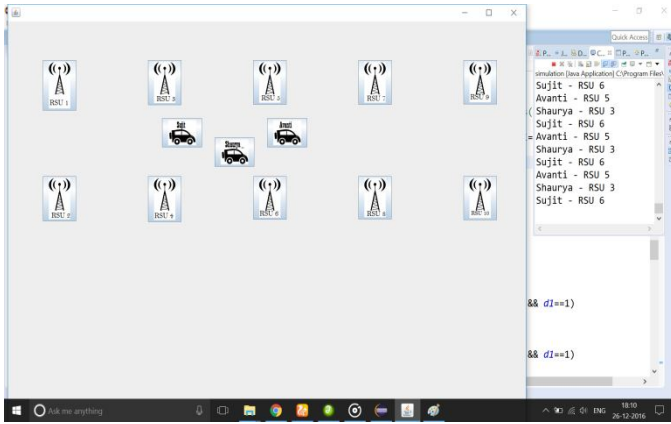 Quick Access
simulation [Java Application] C:\Program Files\
Sujit - RSU 6
Avanti - RSU 5
Shaurya - RSU 3
Sujit - RSU 6
Avanti - RSU 5
Shaurya - RSU 3
Sujit - RSU 6
Avanti - RSU 5
Shaurya - RSU 3
Sujit - RSU 6
RSU 1
RSU 3
RSU 5
RSU 7
RSU 9
Sujit
Shaurya
Avanti
RSU 2
RSU 4
RSU 6
RSU 8
RSU 10
&& d1==1)
&& d1==1)
Ask me anything
ENG
18:10
26-12-2016